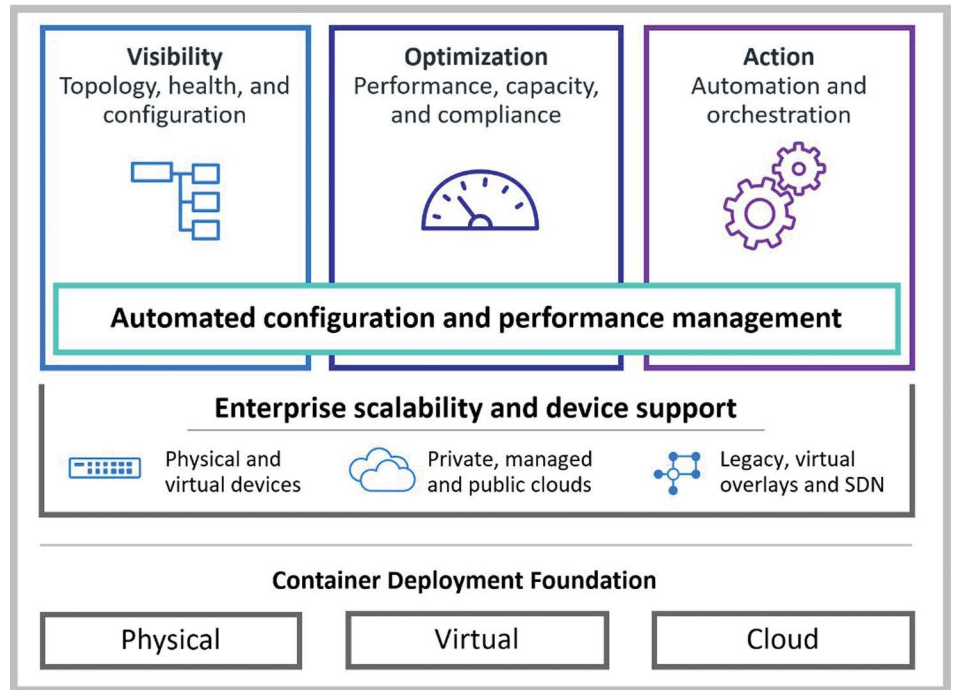 Visibility
Topology, health, and
configuration
Optimization
Performance, capacity,
and compliance
Action
Automation and
orchestration
Automated configuration and performance management
Enterprise scalability and device support
Physical and
virtual devices
Private, managed
and public clouds
Legacy, virtual
overlays and SDN
Container Deployment Foundation
Physical
Virtual
Cloud